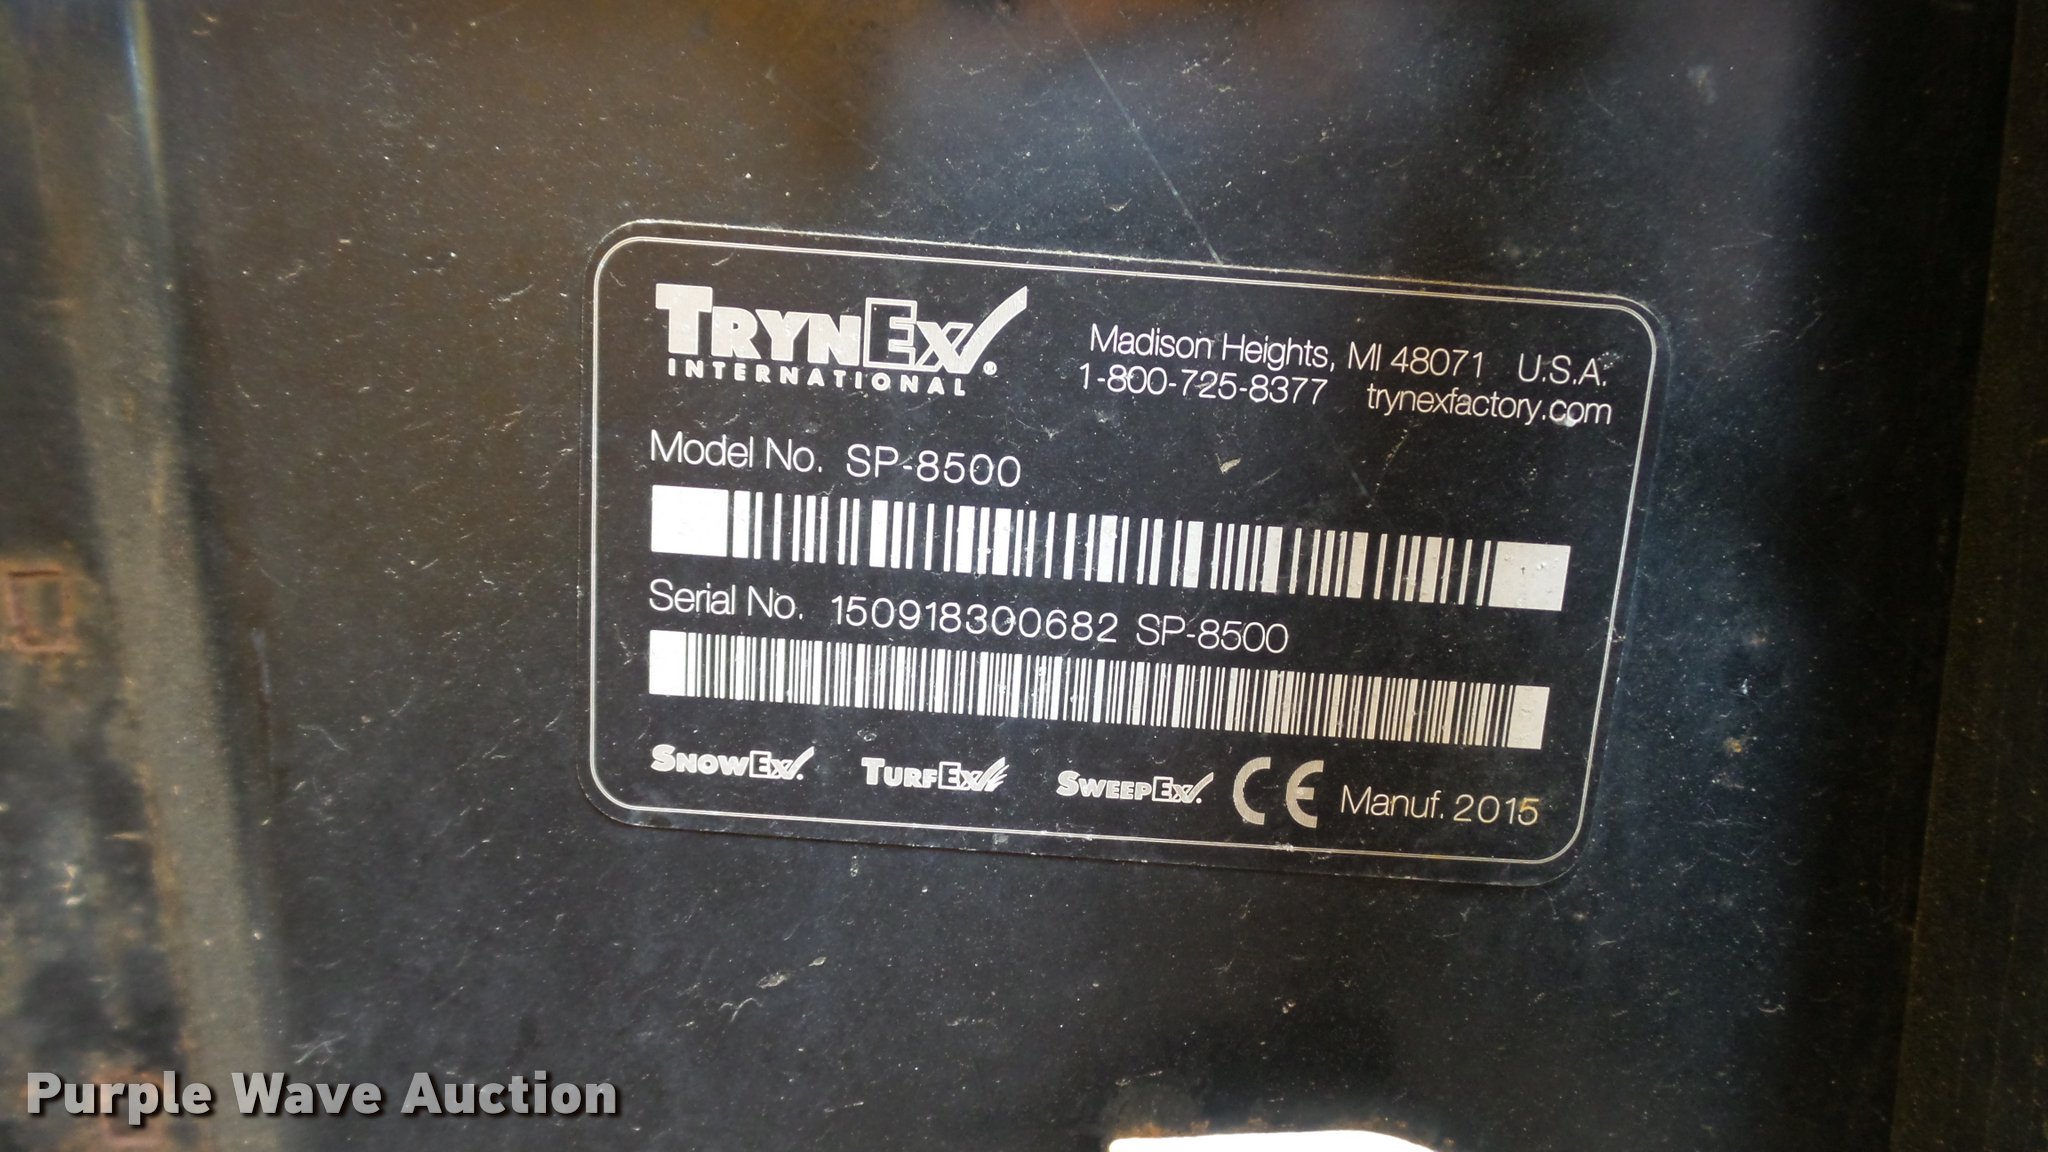 TRYNEX®
INTERNATIONAL
Madison Heights, MI 48071 U.S.A.
1-800-725-8377 trynexfactory.com
Model No. SP-8500
Serial No. 150918300682 SP-8500
SNOWEX. TURFEX SWEEPEX. CE Manuf. 2015
Purple Wave Auction